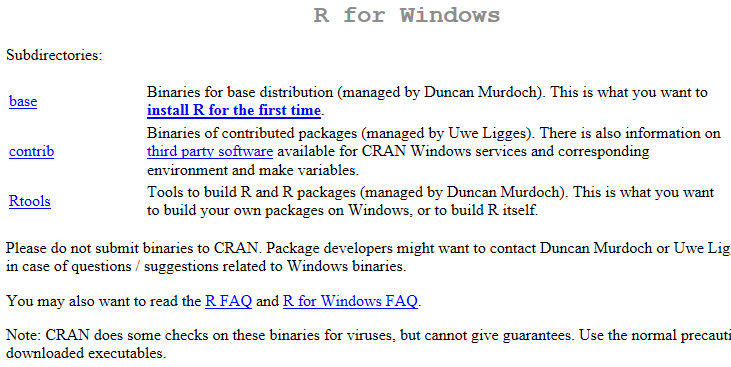 R for Windows
Subdirectories:
base
Binaries for base distribution (managed by Duncan Murdoch). This is what you want to
install R for the first time.
contrib
Binaries of contributed packages (managed by Uwe Ligges). There is also information on
third party software available for CRAN Windows services and corresponding
environment and make variables.
Rtools
Tools to build R and R packages (managed by Duncan Murdoch). This is what you want
to build your own packages on Windows, or to build R itself.
Please do not submit binaries to CRAN. Package developers might want to contact Duncan Murdoch or Uwe Lig
in case of questions / suggestions related to Windows binaries.
You may also want to read the R FAQ and R for Windows FAQ.
Note: CRAN does some checks on these binaries for viruses, but cannot give guarantees. Use the normal precauti
downloaded executables.